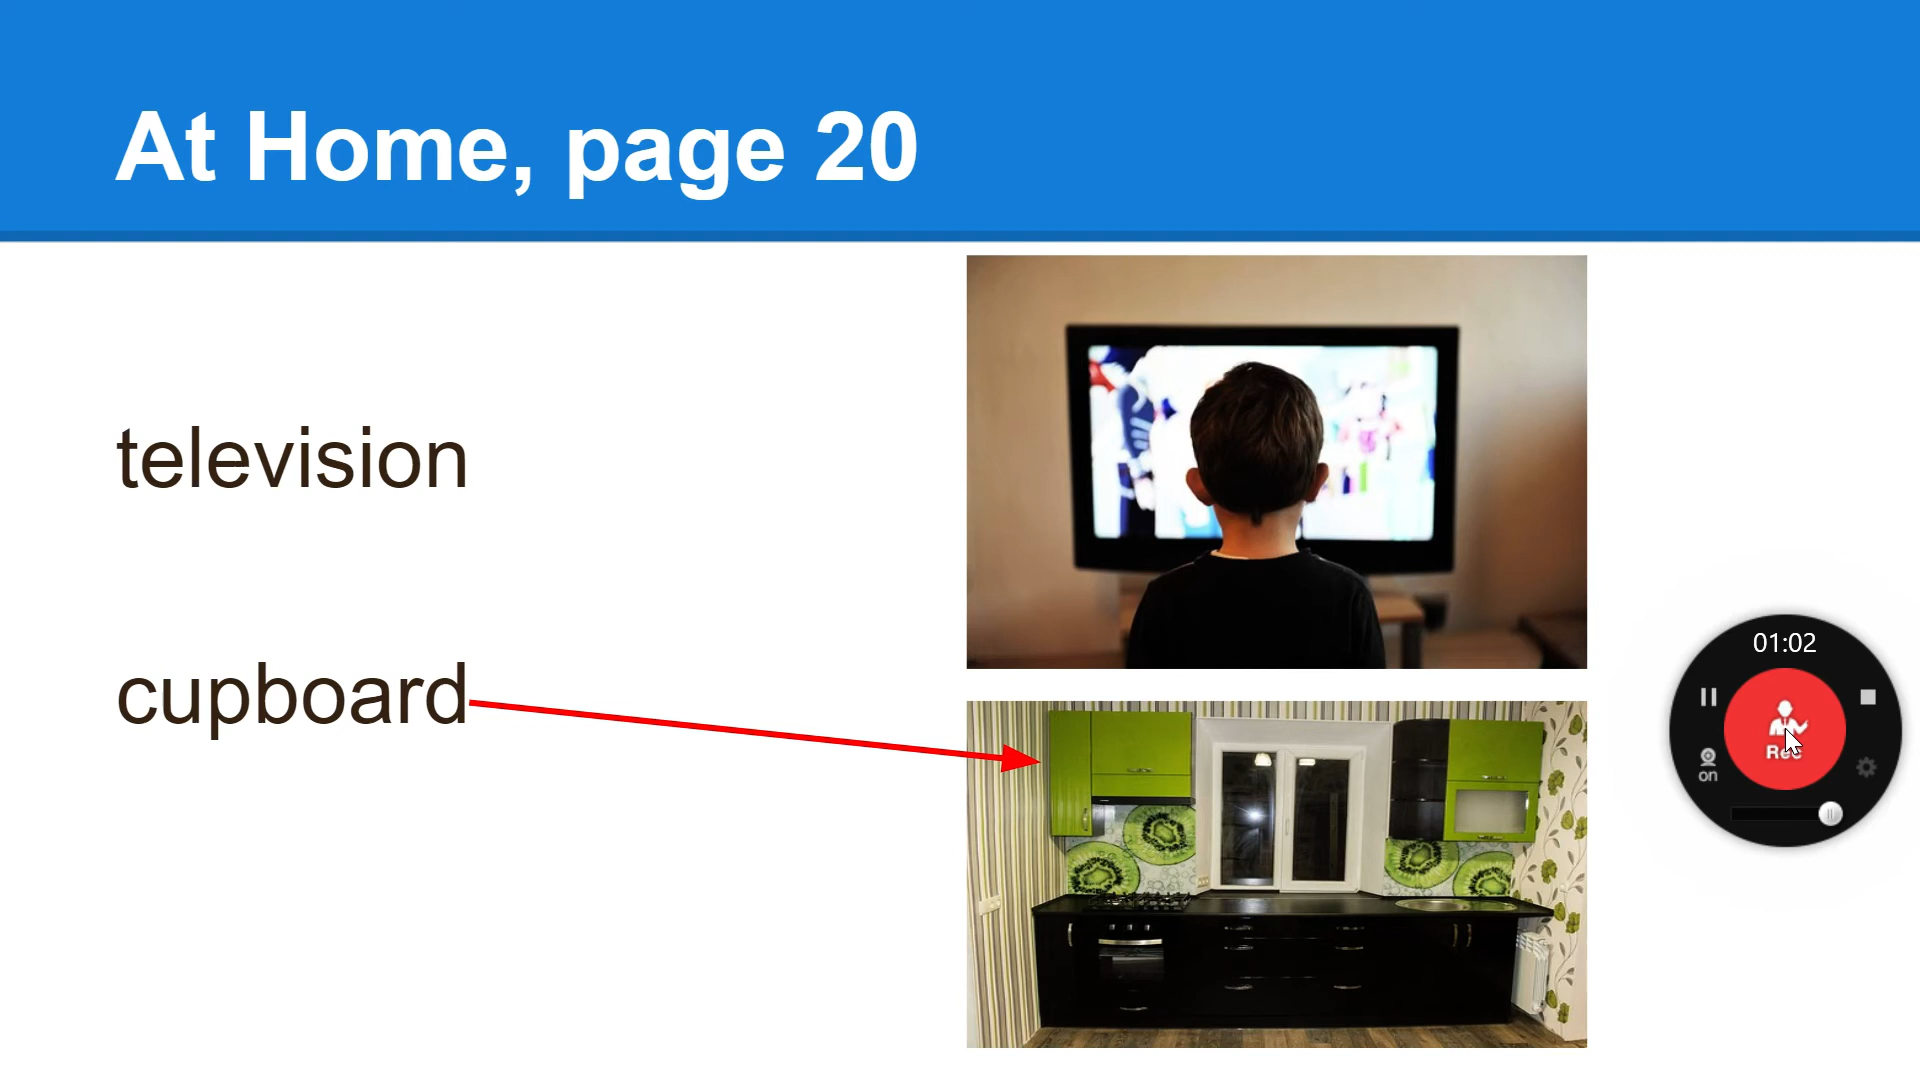 At Home, page 20
television
cupboard
01:02
Rec
on